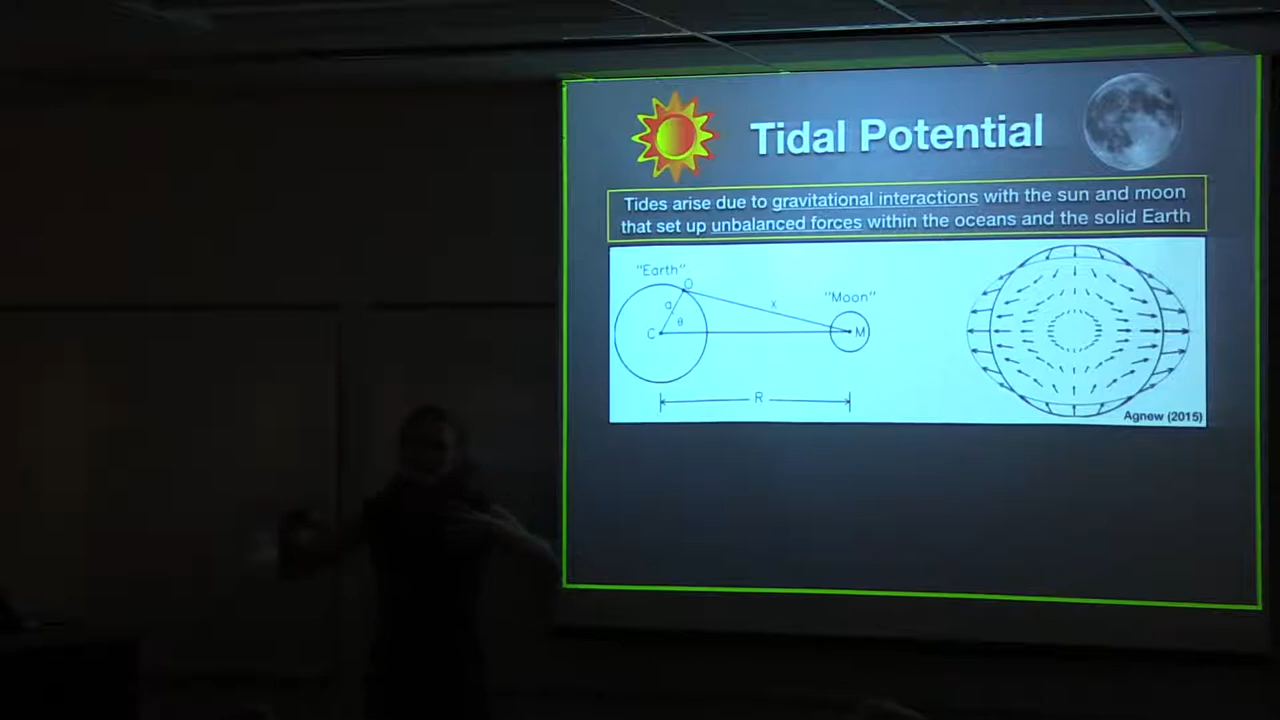 Tidal Potential
Tides arise due to gravitational interactions with the sun and moon
that set up unbalanced forces within the oceans and the solid Earth
"Earth"
O
a
θ
C
x
"Moon"
M
R
Agnew (2015)